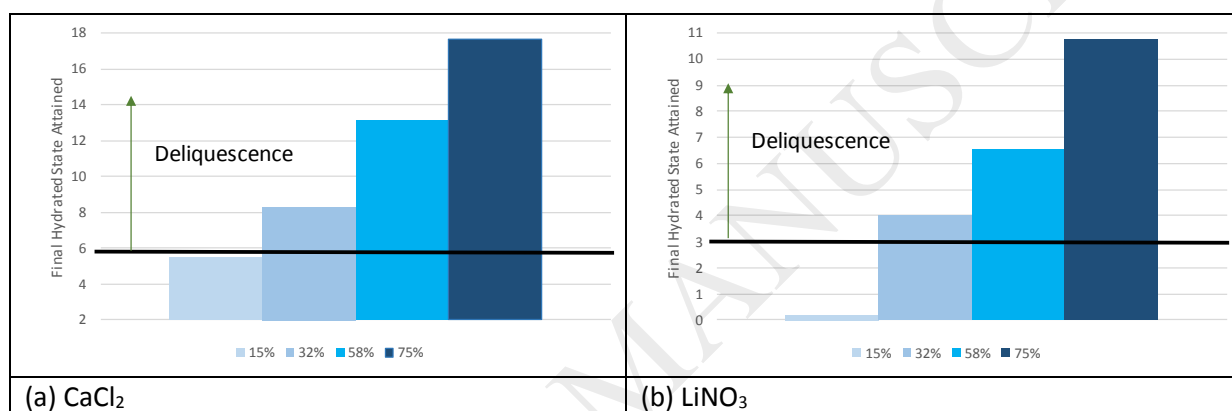 Final Hydrated State Attained
18
16
14
12
10
8
6
4
2
Deliquescence
15% 32% 58% 75%
(a) CaCl₂
Final Hydrated State Attained
11
10
9
8
7
6
5
4
3
2
1
0
Deliquescence
15% 32% 58% 75%
(b) LiNO₃
MANUSC